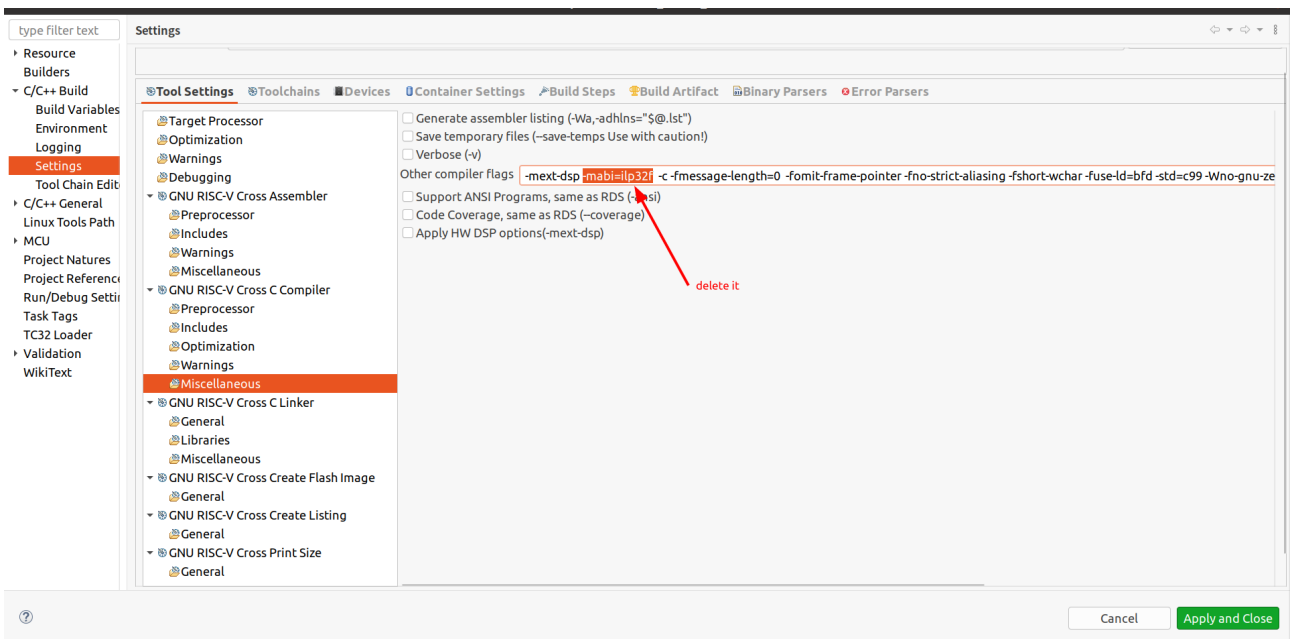 type filter text
Settings
Resource
Builders
C/C++ Build
Build Variables
Environment
Logging
Settings
Tool Chain Edit
C/C++ General
Linux Tools Path
MCU
Project Natures
Project Reference
Run/Debug Settin
Task Tags
TC32 Loader
Validation
WikiText
Tool Settings Toolchains Devices Container Settings Build Steps Build Artifact Binary Parsers Error Parsers
Target Processor
Optimization
Warnings
Debugging
GNU RISC-V Cross Assembler
Preprocessor
Includes
Warnings
Miscellaneous
GNU RISC-V Cross C Compiler
Preprocessor
Includes
Optimization
Warnings
Miscellaneous
GNU RISC-V Cross C Linker
General
Libraries
Miscellaneous
GNU RISC-V Cross Create Flash Image
General
GNU RISC-V Cross Create Listing
General
GNU RISC-V Cross Print Size
General
Generate assembler listing (-Wa,-adhlns="$@.lst")
Save temporary files (--save-temps Use with caution!)
Verbose (-v)
Other compiler flags -mext-dsp -mabi=ilp32f -c -fmessage-length=0 -fomit-frame-pointer -fno-strict-aliasing -fshort-wchar -fuse-ld=bfd -std=c99 -Wno-gnu-ze
Support ANSI Programs, same as RDS (-ansi)
Code Coverage, same as RDS (--coverage)
Apply HW DSP options(-mext-dsp)
delete it
Cancel
Apply and Close